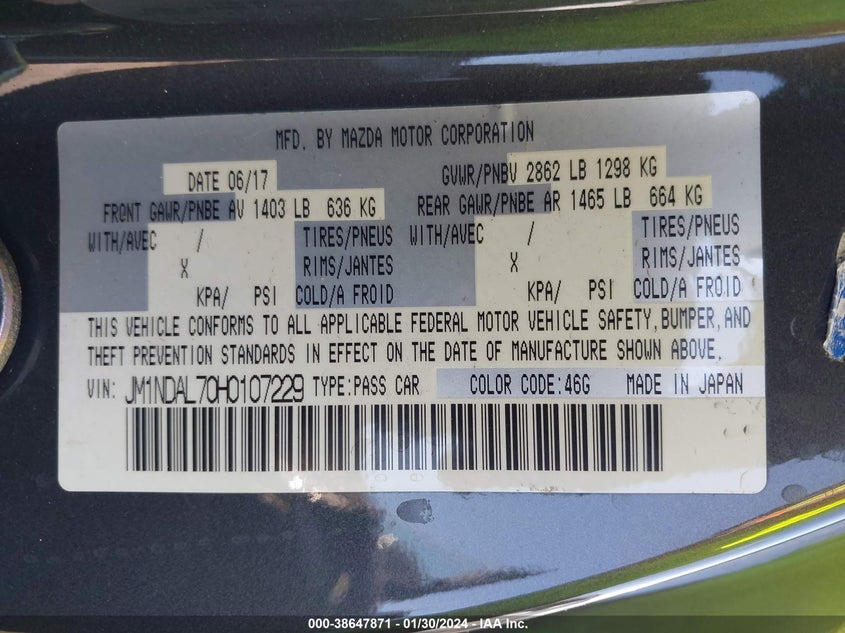 MFD. BY MAZDA MOTOR CORPORATION
DATE 06/17 GVWR/PNBV 2862 LB 1298 KG
FRONT GAWR/PNBE AV 1403 LB 636 KG REAR GAWR/PNBE AR 1465 LB 664 KG
WITH/AVEC / TIRES/PNEUS WITH/AVEC / TIRES/PNEUS
X RIMS/JANTES X RIMS/JANTES
KPA/ PSI COLD/A FROID KPA/ PSI COLD/A FROID
THIS VEHICLE CONFORMS TO ALL APPLICABLE FEDERAL MOTOR VEHICLE SAFETY, BUMPER, AND
THEFT PREVENTION STANDARDS IN EFFECT ON THE DATE OF MANUFACTURE SHOWN ABOVE.
VIN: JM1NDAL70H0107229 TYPE:PASS CAR COLOR CODE:46G MADE IN JAPAN
000-38647871 - 01/30/2024 - IAA Inc.